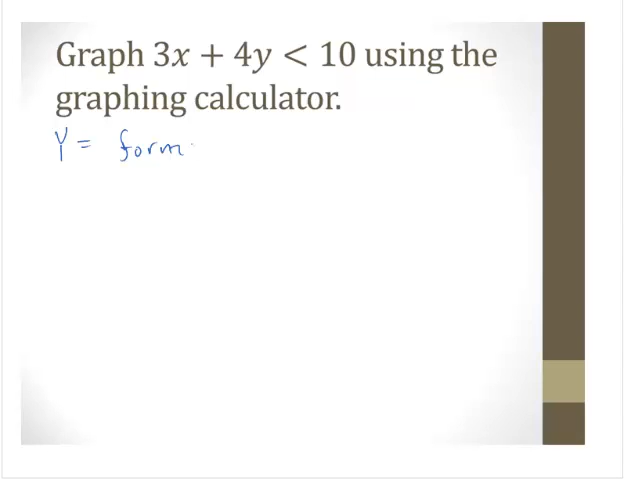 Graph 3x + 4y < 10 using the
graphing calculator.
Y = form